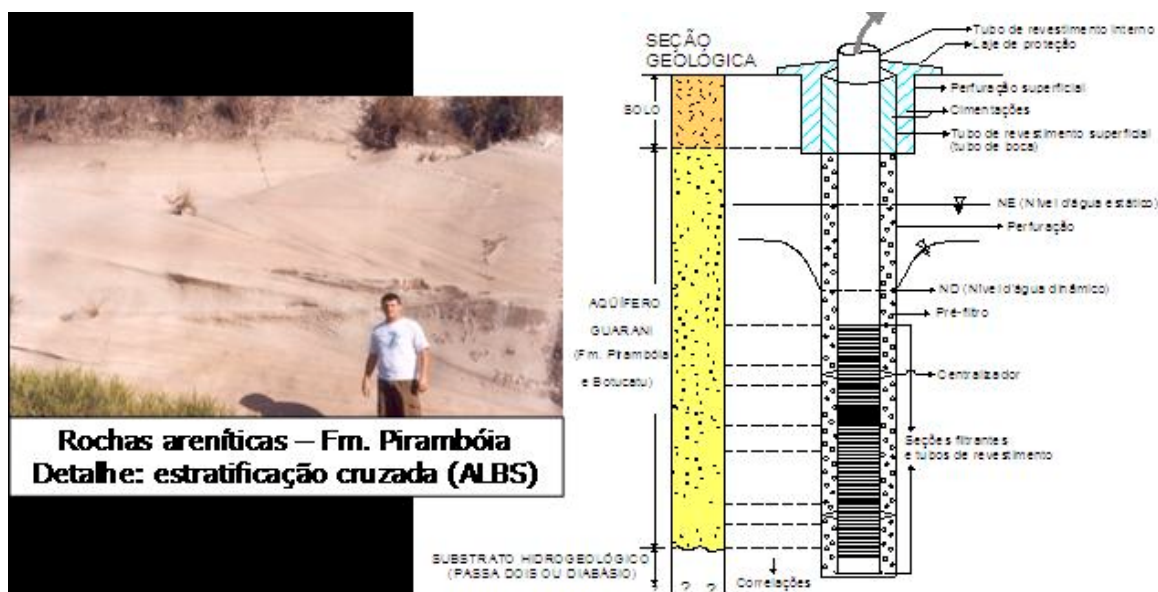 Rochas areníticas – Fm. Pirambóia
Detalhe: estratificação cruzada (ALBS)
SEÇÃO
GEOLÓGICA
SOLO
AQÜÍFERO
GUARANI
(Fm. Pirambóia
e Botucatu)
SUBSTRATO HIDROGEOLÓGICO
(PASSA DOIS OU DIABÁSIO)
? ?
Tubo de revestimento interno
Laje de proteção
Perfuração superficial
Cimentações
Tubo de revestimento superficial
(tubo de boca)
NE (Nível d'água estático)
Perfuração
ND (Nível d'água dinâmico)
Pré-filtro
Centralizador
Seções filtrantes
e tubos de revestimento
Correlações